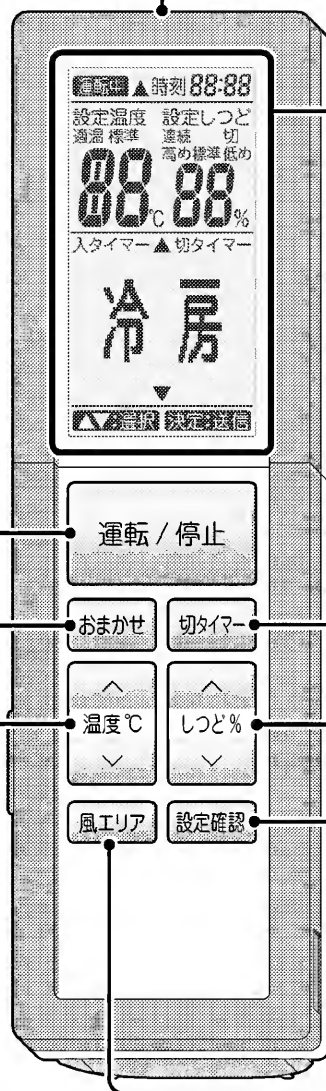 運転中 ▲時刻 88:88
設定温度 設定しつど
適温 標準 連続 切
高め標準低め
88℃ 88%
入タイマー▲切タイマー
冷房
▼
▲▼:選択 決定:送信
運転 / 停止
おまかせ 切タイマー
温度℃ しつど%
風エリア 設定確認